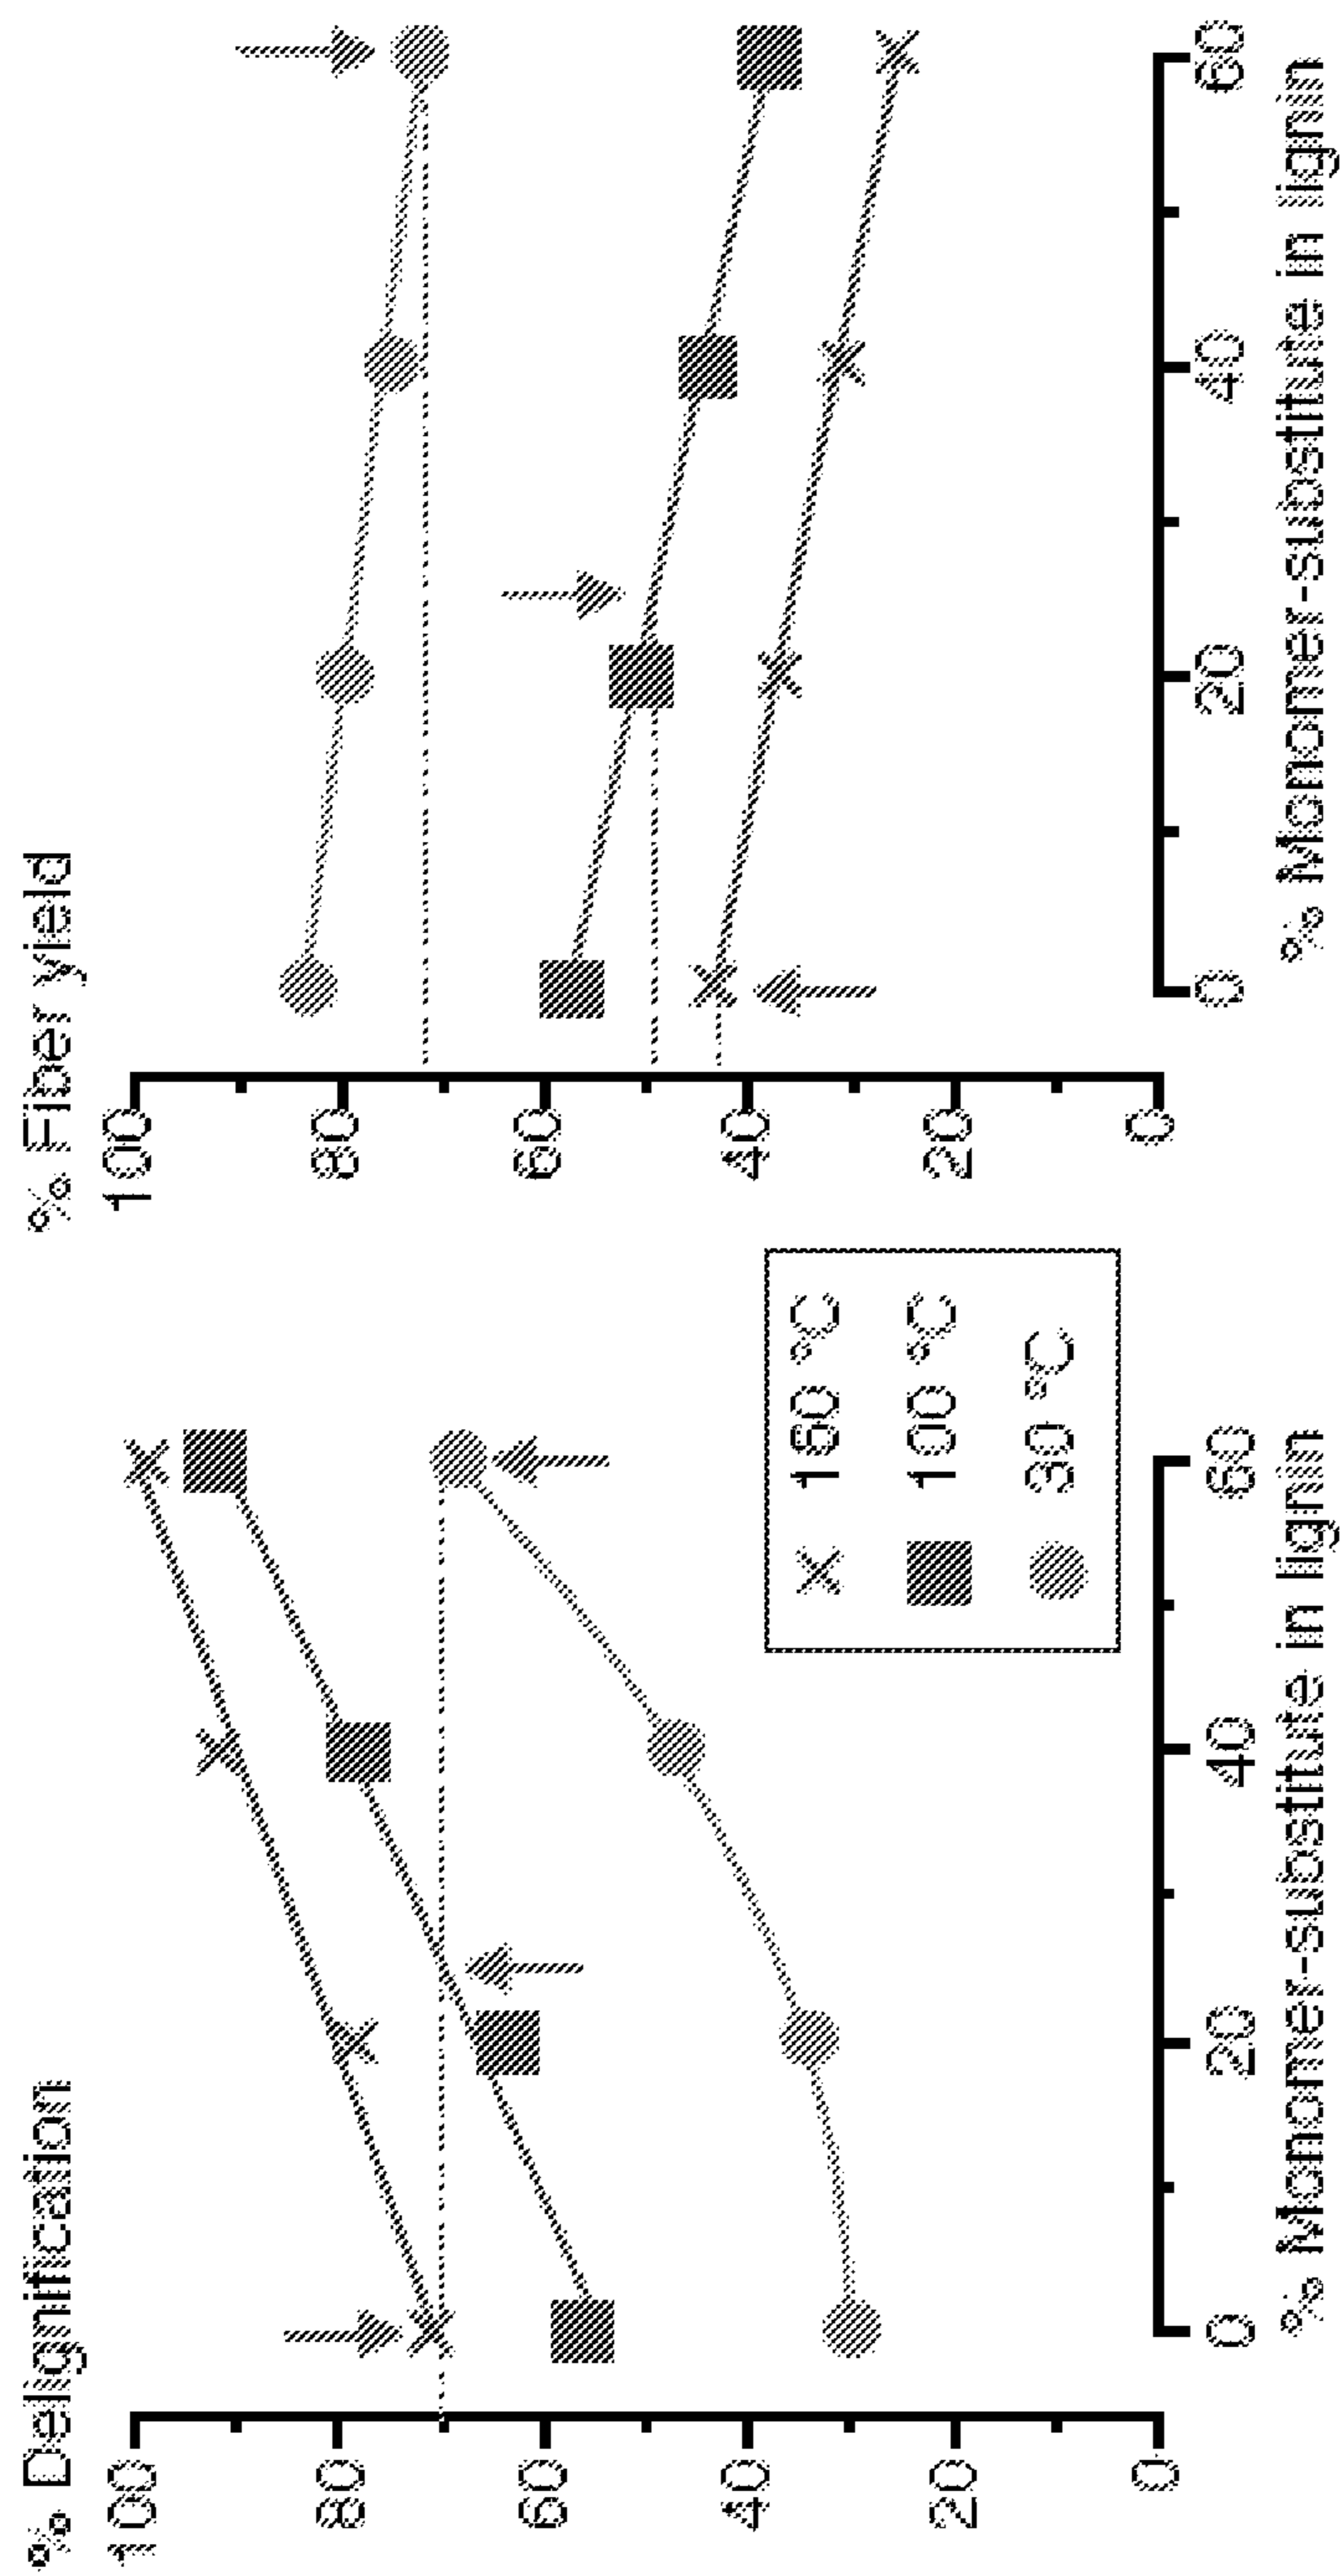 % Delignification
100
80
60
40
20
0
0 20 40 60
% Monomer-substitute in lignin
160 °C
100 °C
30 °C
% Fiber yield
100
80
60
40
20
0
0 20 40 60
% Monomer-substitute in lignin